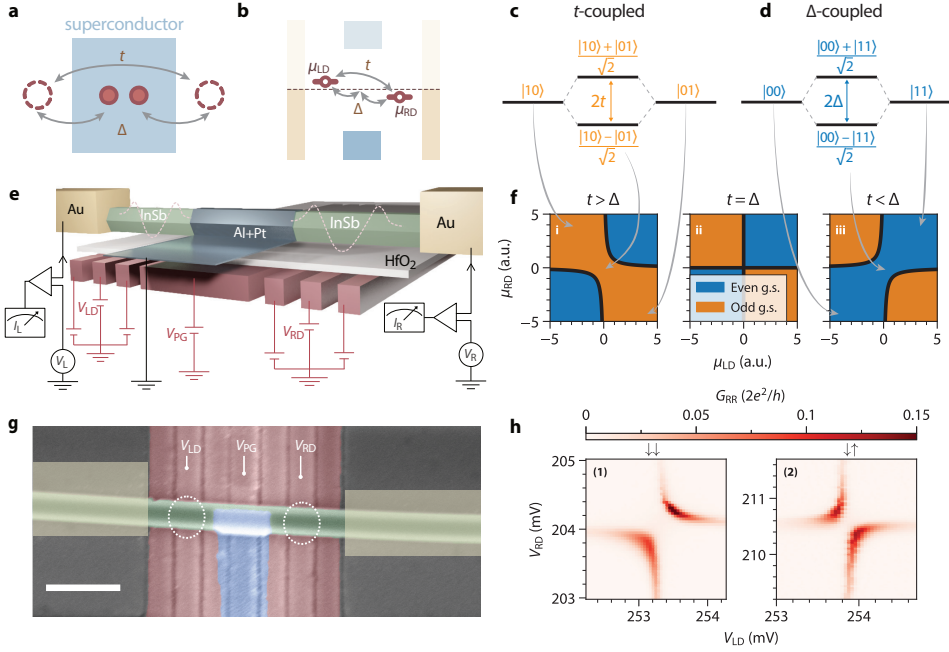 a
superconductor
t
Δ
b
μLD
t
Δ
μRD
c
t-coupled
|10⟩ + |01⟩
√2
|10⟩
2t
|01⟩
|10⟩ − |01⟩
√2
d
Δ-coupled
|00⟩ + |11⟩
√2
|00⟩
2Δ
|11⟩
|00⟩ − |11⟩
√2
e
Au
InSb
Al+Pt
InSb
Au
HfO2
IL
VLD
VL
VPG
VRD
IR
VR
f
t > Δ
t = Δ
t < Δ
i
ii
iii
μRD (a.u.)
5
0
−5
Even g.s.
Odd g.s.
−5 0 5
−5 0 5
μLD (a.u.)
g
VLD
VPG
VRD
h
GRR (2e²/h)
0 0.05 0.1 0.15
↓↓
↓↑
(1)
(2)
VRD (mV)
205
204
203
211
210
253 254
253 254
VLD (mV)